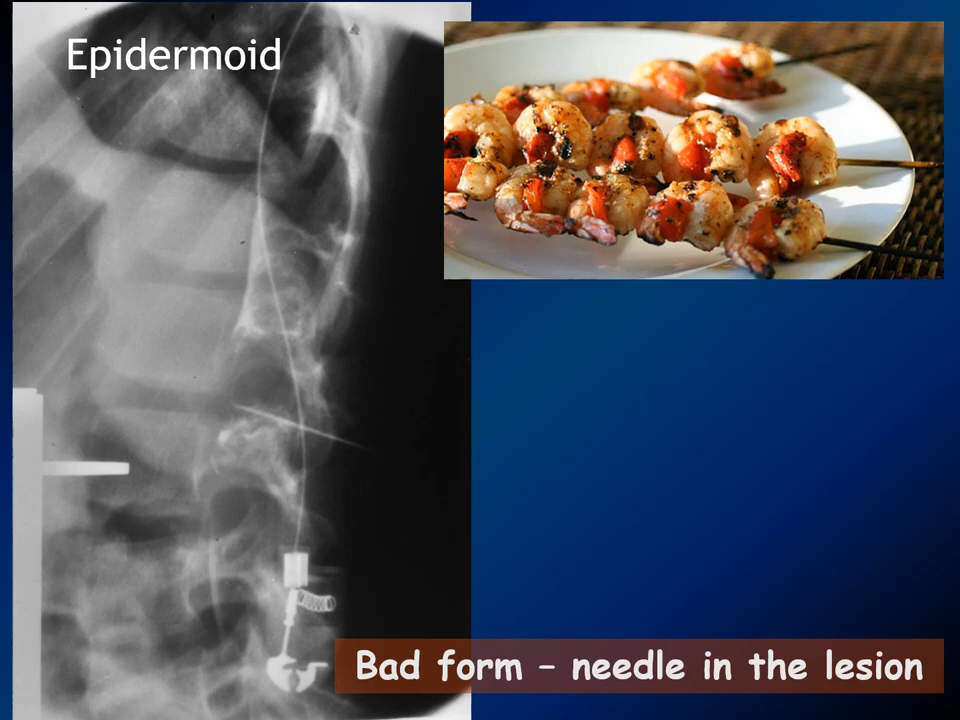 Epidermoid
Bad form – needle in the lesion